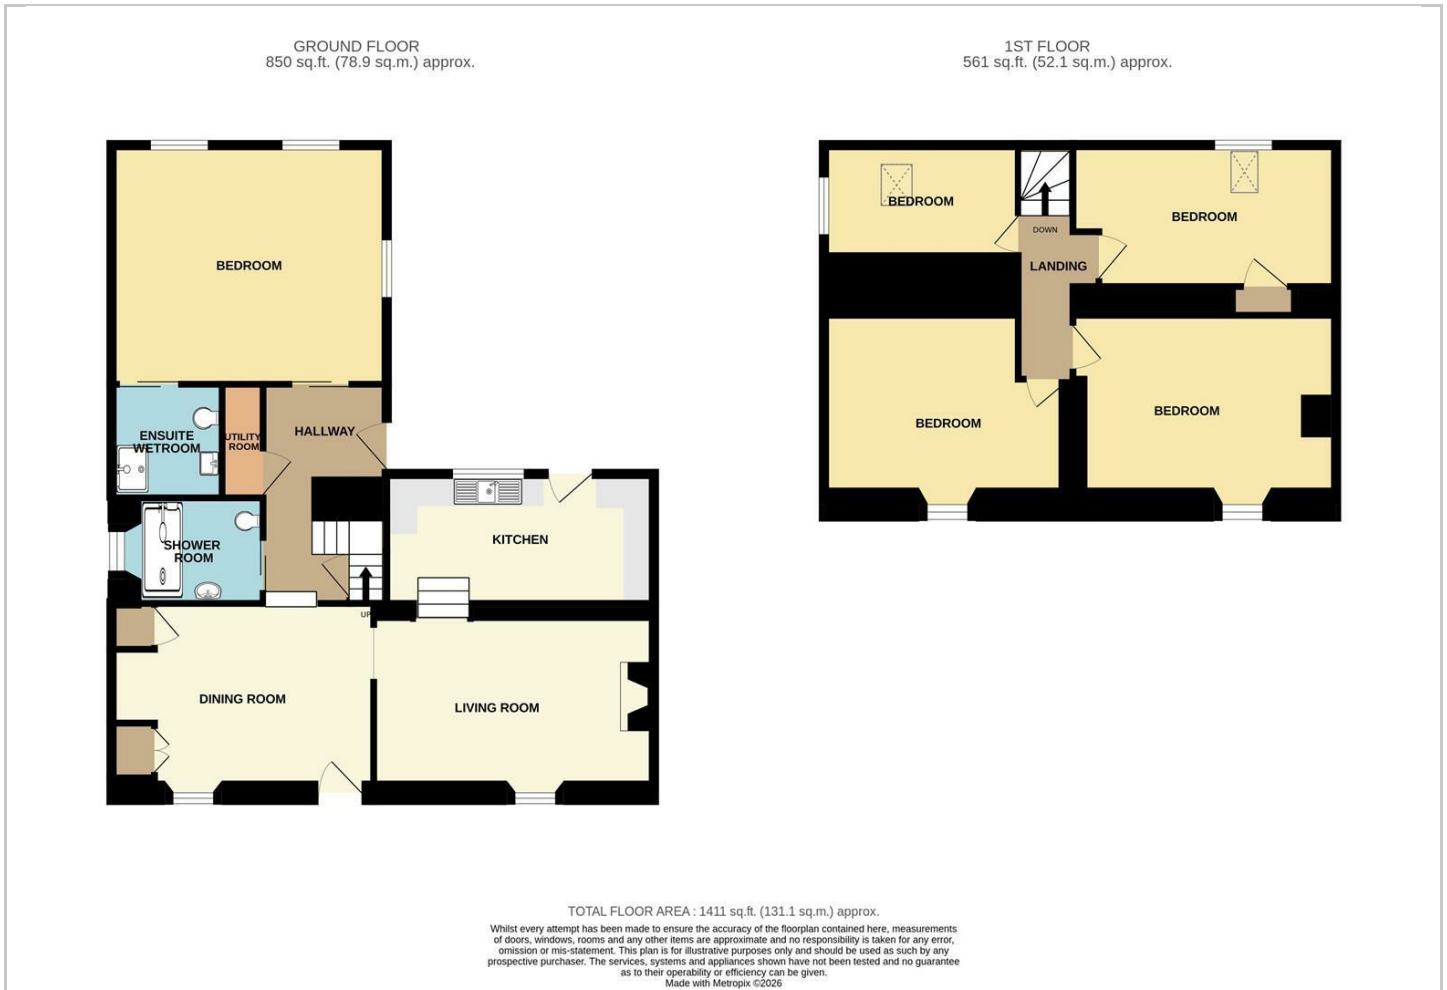 GROUND FLOOR
850 sq.ft. (78.9 sq.m.) approx.
1ST FLOOR
561 sq.ft. (52.1 sq.m.) approx.
BEDROOM
ENSUITE
WETROOM
UTILITY
ROOM
HALLWAY
SHOWER
ROOM
KITCHEN
UP
DINING ROOM
LIVING ROOM
BEDROOM
BEDROOM
DOWN
LANDING
BEDROOM
BEDROOM
TOTAL FLOOR AREA : 1411 sq.ft. (131.1 sq.m.) approx.
Whilst every attempt has been made to ensure the accuracy of the floorplan contained here, measurements
of doors, windows, rooms and any other items are approximate and no responsibility is taken for any error,
omission or mis-statement. This plan is for illustrative purposes only and should be used as such by any
prospective purchaser. The services, systems and appliances shown have not been tested and no guarantee
as to their operability or efficiency can be given.
Made with Metropix ©2026